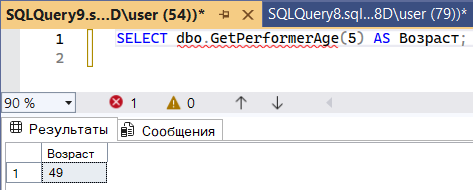 SQLQuery9.s...D\user (54))* SQLQuery8.sql...8D\user (79))*
1 SELECT dbo.GetPerformerAge(5) AS Возраст;
2
90 % 1 0
Результаты Сообщения
Возраст
1 49